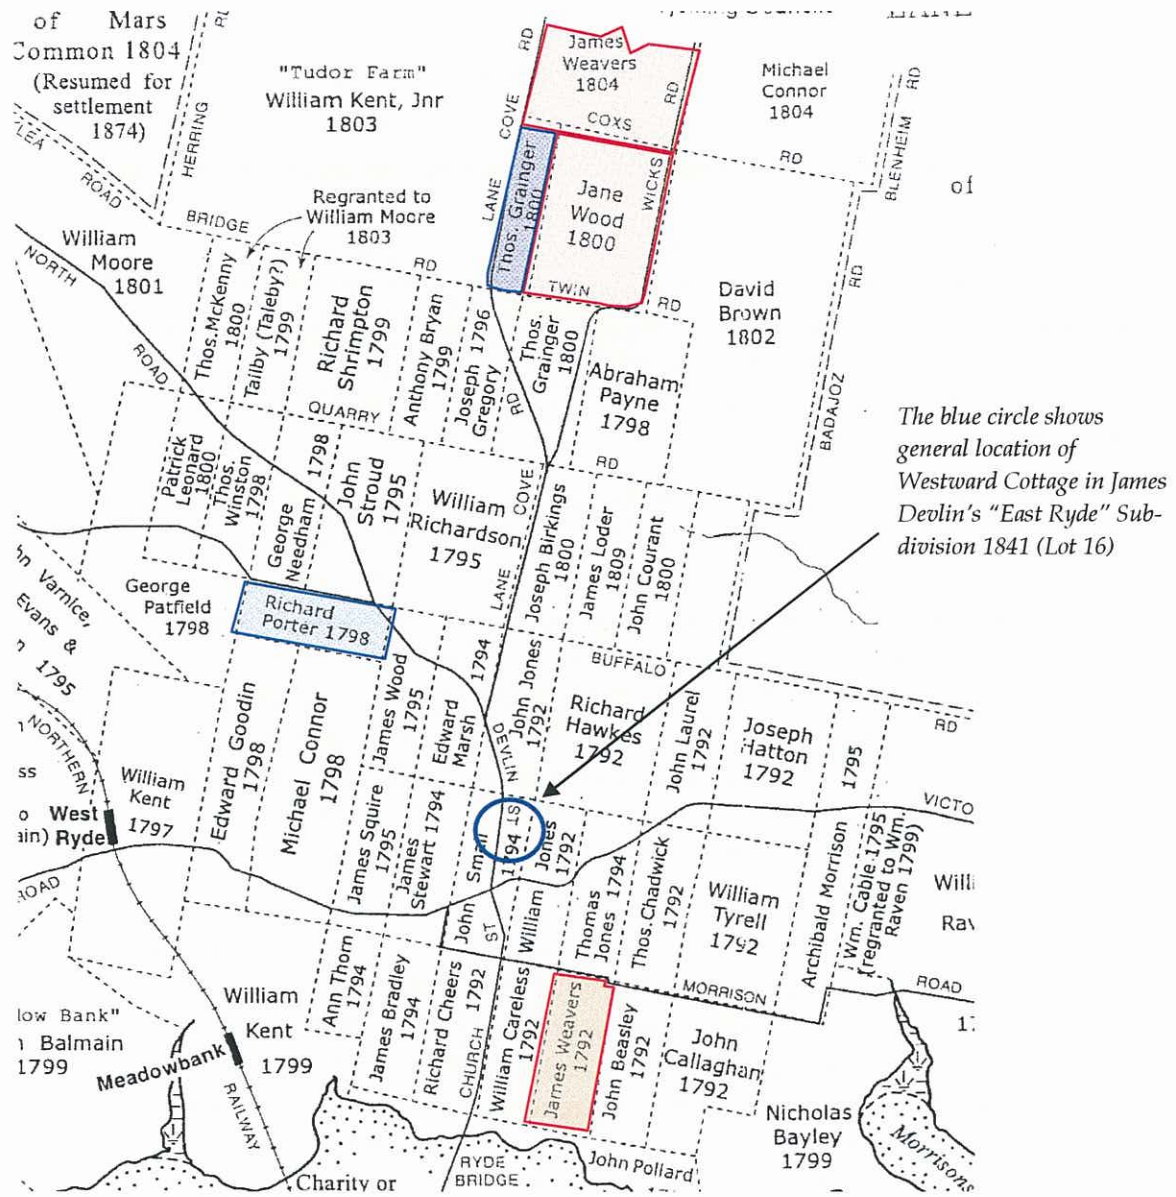 of Mars
Common 1804
(Resumed for
settlement
1874)
LEA
ROAD
HERING
RD
"Tudor Farm"
William Kent, Jnr
1803
RD
COVE
LANE
James
Weavers
1804
COXS
RD
RD
Michael
Connor
1804
BLENHEIM RD
of
Thos. Grainger
1800
Jane
Wood
1800
WICKS
TWIN
RD
Regranted to
William Moore
1803
BRIDGE
RD
William
Moore
1801
NORTH
ROAD
Thos. McKenny
1800
Tailby (Taleby?)
1799
Richard
Shrimpton
1799
Anthony Bryan
1799
Joseph 1796
Gregory
RD
Thos.
Grainger
1800
Abraham
Payne
1798
David
Brown
1802
RD
BADAJOZ
The blue circle shows
general location of
Westward Cottage in James
Devlin's "East Ryde" Sub-
division 1841 (Lot 16)
QUARRY
RD
Patrick
Leonard
1800
Thos.
Winston
1798
George
Needham
1798
John
Stroud
1795
William
Richardson
1795
COVE
LANE
Joseph Birkings
1800
James Loder
1809
John Courant
1800
George
Patfield
1798
Richard
Porter 1798
hn Varnice,
Evans &
1795
NORTHERN
ss
West
Ryde
ain)
ROAD
William
Kent
1797
Edward Goodin
1798
Michael Connor
1798
James Wood
1795
Edward
Marsh
1794
DEVLIN
ST
John Jones
1792
BUFFALO
RD
Richard
Hawkes
1792
John Laurel
1792
Joseph
Hatton
1792
1795
Archibald Morrison
VICTO
James Squire
1795
James
Stewart 1794
John Smith
1794
William Jones
1792
Thomas
Jones 1794
Thos. Chadwick
1792
William
Tyrell
1792
Wm. Cable 1795
(regranted to Wm.
Raven 1799)
Willi
Rav
ST
MORRISON
ROAD
Ann Thorn
1794
James Bradley
1794
Richard Cheers
1792
CHURCH
William Careless
1792
James Weavers
1792
John Beasley
1792
John
Callaghan
1792
William
Kent
1799
low Bank"
Balmain
1799
Meadowbank
RAILWAY
Nicholas
Bayley
1799
Morrisons
RYDE
BRIDGE
John Pollard
Charity or